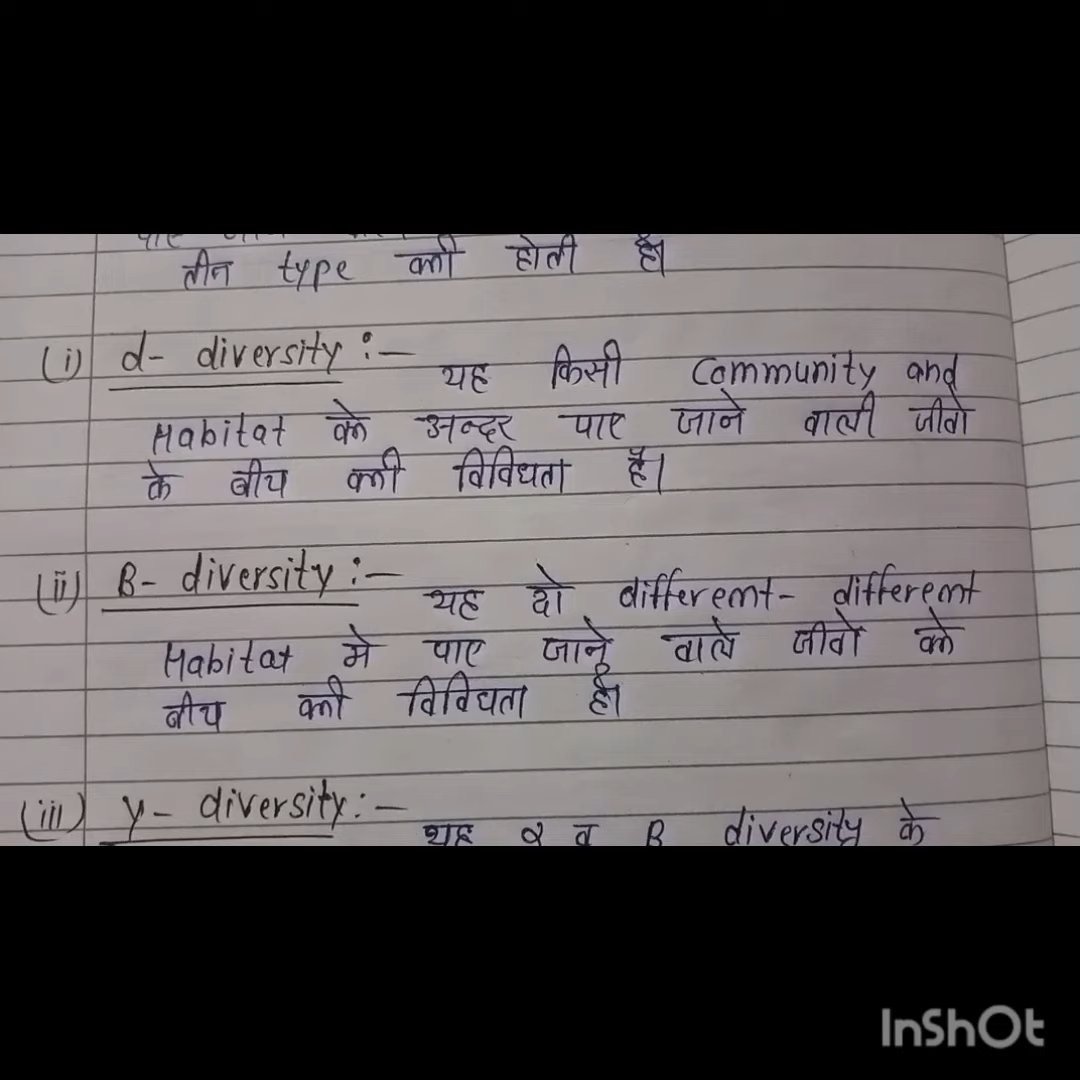 तीन type की होती है।
(i) d- diversity :- यह किसी Community and
Habitat के अन्दर पाए जाने वाली जीवो
के बीच की विविधता है।
(ii) B- diversity :- यह दो different- different
Habitat मे पाए जाने वाले जीवो के
बीच की विविधता है।
(iii) γ- diversity :- यह α व B diversity के
InShOt